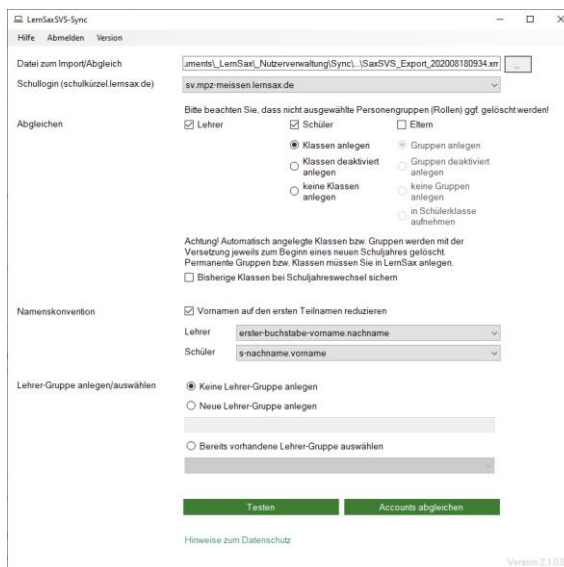 LernSaxSVS-Sync
Hilfe Abmelden Version
Datei zum Import/Abgleich uments\_LernSax\_Nutzerverwaltung\Sync\...\SaxSVS_Export_202008180934.xm ...
Schullogin (schulkürzel.lernsax.de) sv.mpz-meissen.lernsax.de
Bitte beachten Sie, dass nicht ausgewählte Personengruppen (Rollen) ggf. gelöscht werden!
Abgleichen Lehrer Schüler Eltern
Klassen anlegen Gruppen anlegen
Klassen deaktiviert anlegen Gruppen deaktiviert anlegen
keine Klassen anlegen keine Gruppen anlegen
in Schülerklasse aufnehmen
Achtung! Automatisch angelegte Klassen bzw. Gruppen werden mit der
Versetzung jeweils zum Beginn eines neuen Schuljahres gelöscht.
Permanente Gruppen bzw. Klassen müssen Sie in LernSax anlegen.
Bisherige Klassen bei Schuljahreswechsel sichern
Namenskonvention Vornamen auf den ersten Teilnamen reduzieren
Lehrer erster-buchstabe-vorname.nachname
Schüler s-nachname.vorname
Lehrer-Gruppe anlegen/auswählen Keine Lehrer-Gruppe anlegen
Neue Lehrer-Gruppe anlegen
Bereits vorhandene Lehrer-Gruppe auswählen
Testen Accounts abgleichen
Hinweise zum Datenschutz
Version:2.1.0.0